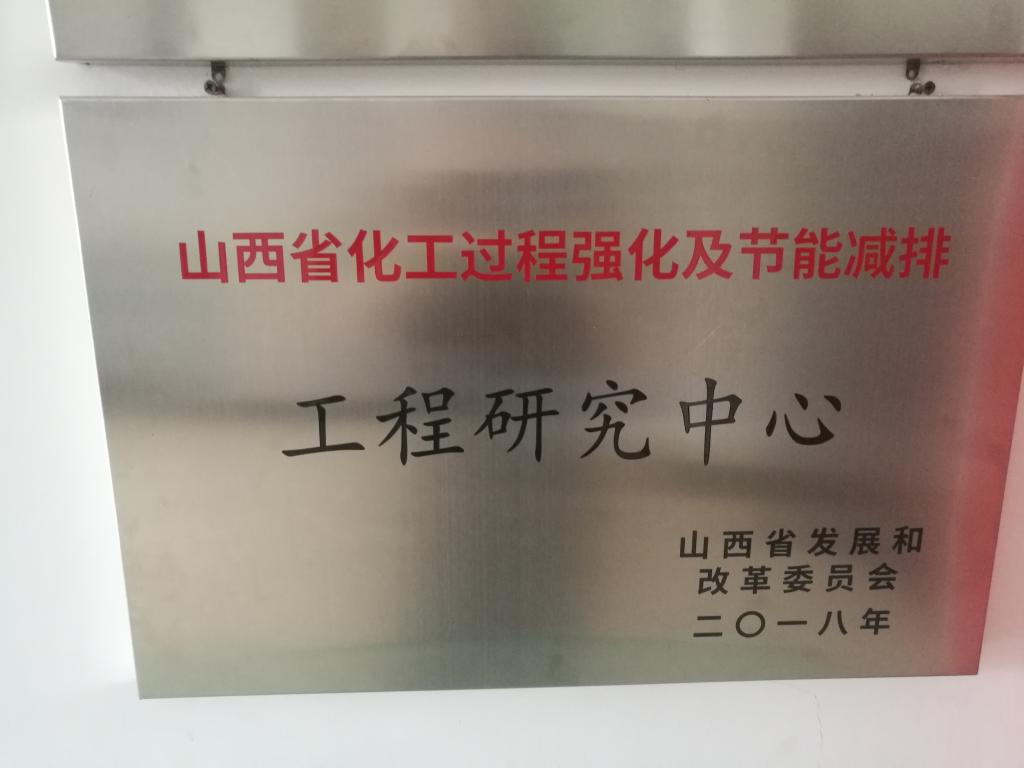 山西省化工过程强化及节能减排
工程研究中心
山西省发展和
改革委员会
二〇一八年